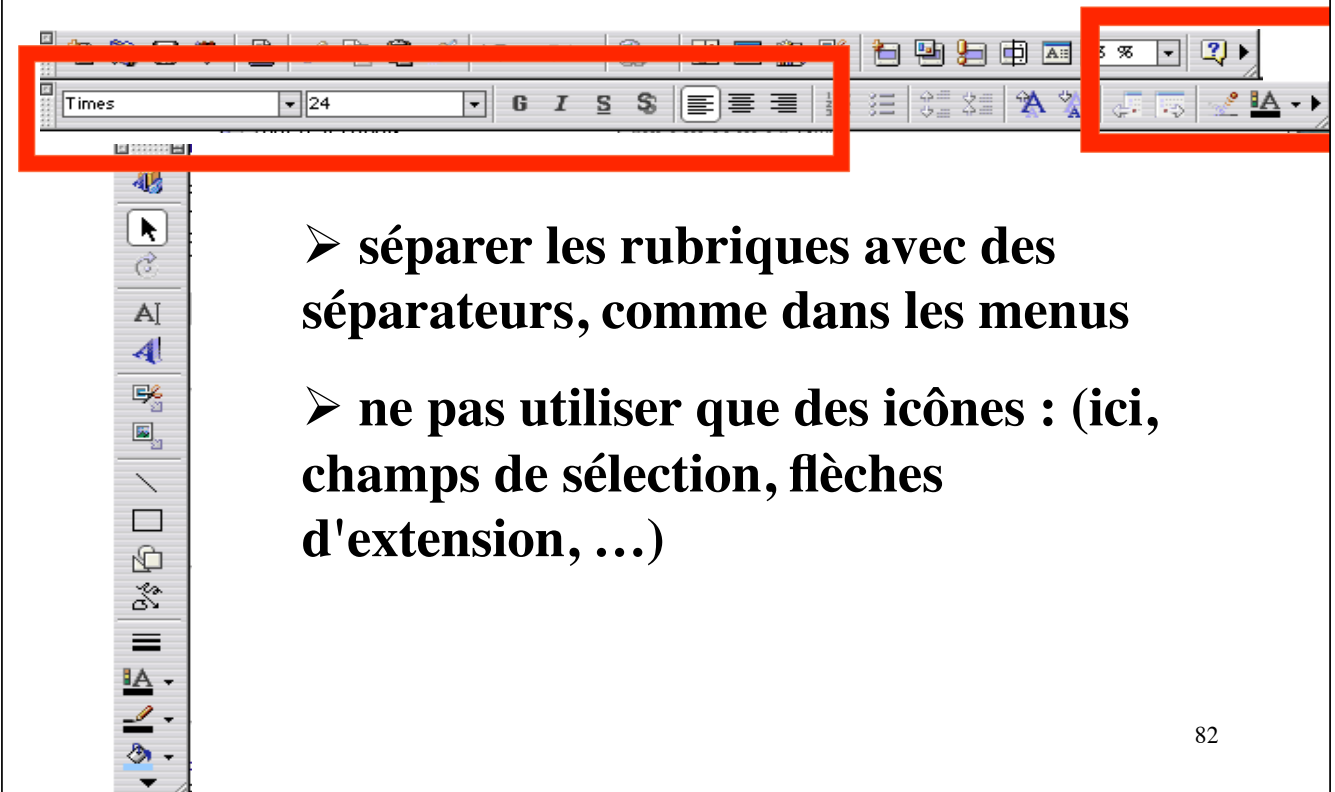 %
Times 24 G I S S
➢ séparer les rubriques avec des
séparateurs, comme dans les menus
➢ ne pas utiliser que des icônes : (ici,
champs de sélection, flèches
d'extension, …)
82